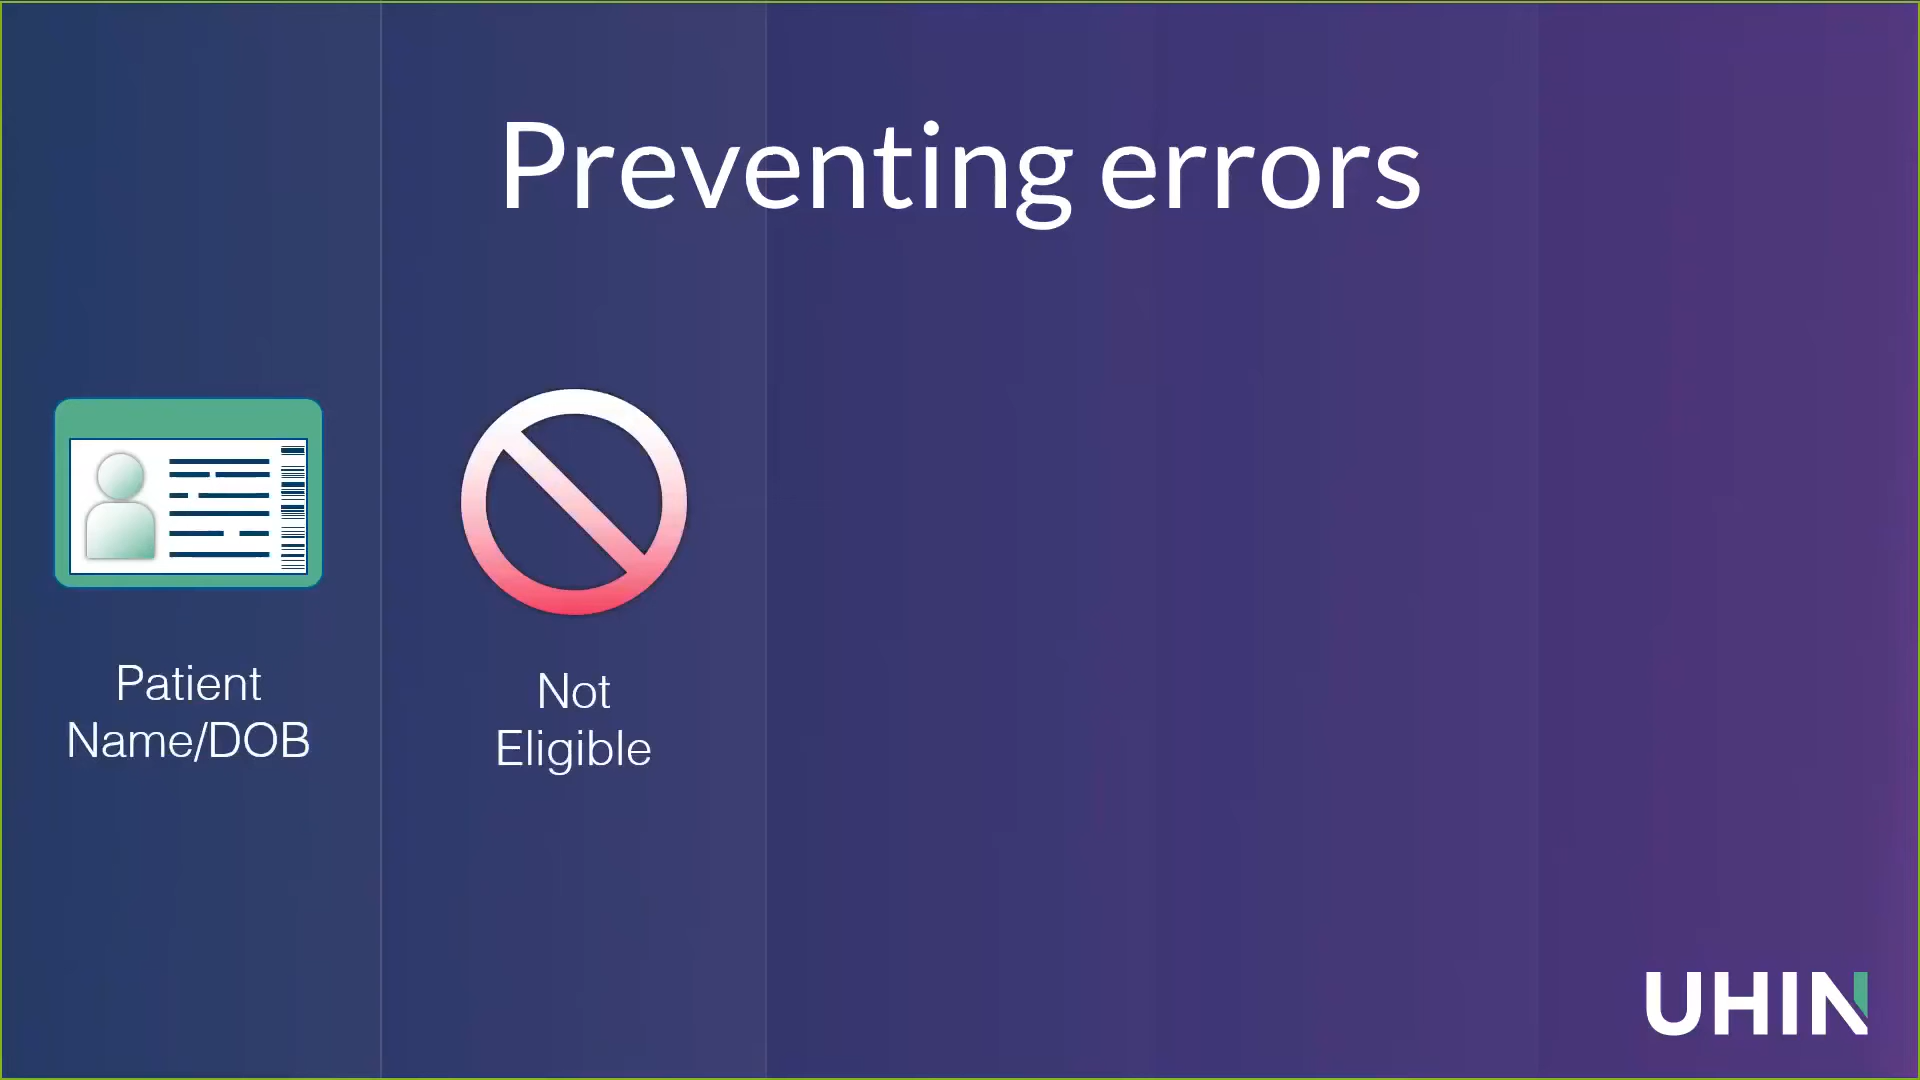 Preventing errors
Patient
Name/DOB
Not
Eligible
UHIN